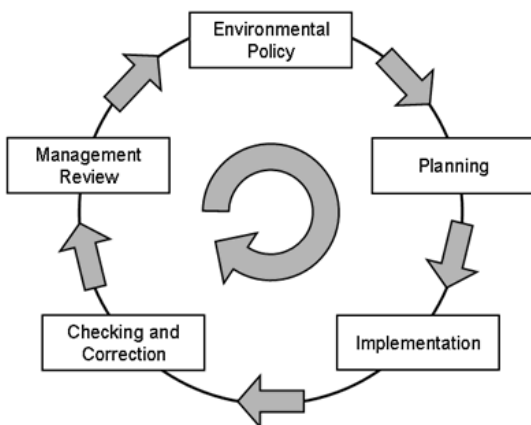 Environmental
Policy
Planning
Implementation
Checking and
Correction
Management
Review